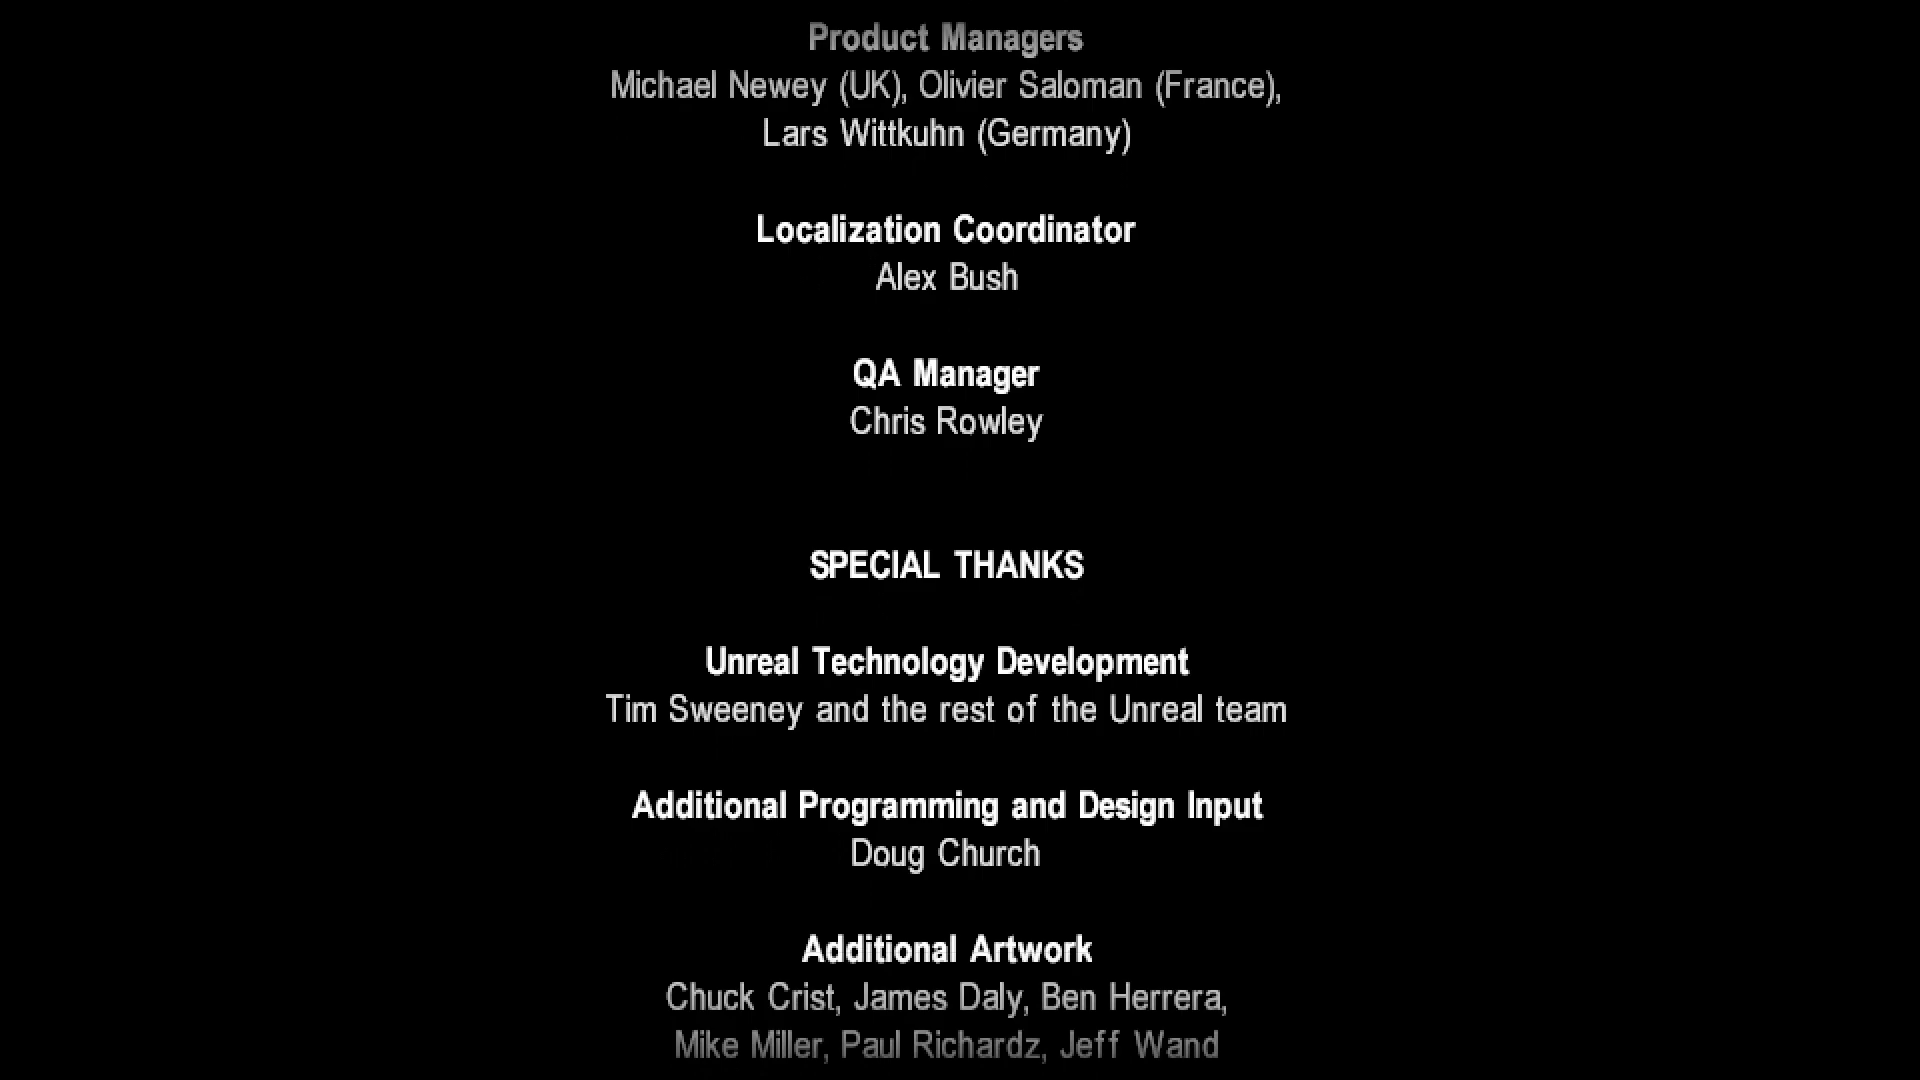 Product Managers
Michael Newey (UK), Olivier Saloman (France),
Lars Wittkuhn (Germany)
Localization Coordinator
Alex Bush
QA Manager
Chris Rowley
SPECIAL THANKS
Unreal Technology Development
Tim Sweeney and the rest of the Unreal team
Additional Programming and Design Input
Doug Church
Additional Artwork
Chuck Crist, James Daly, Ben Herrera,
Mike Miller, Paul Richardz, Jeff Wand